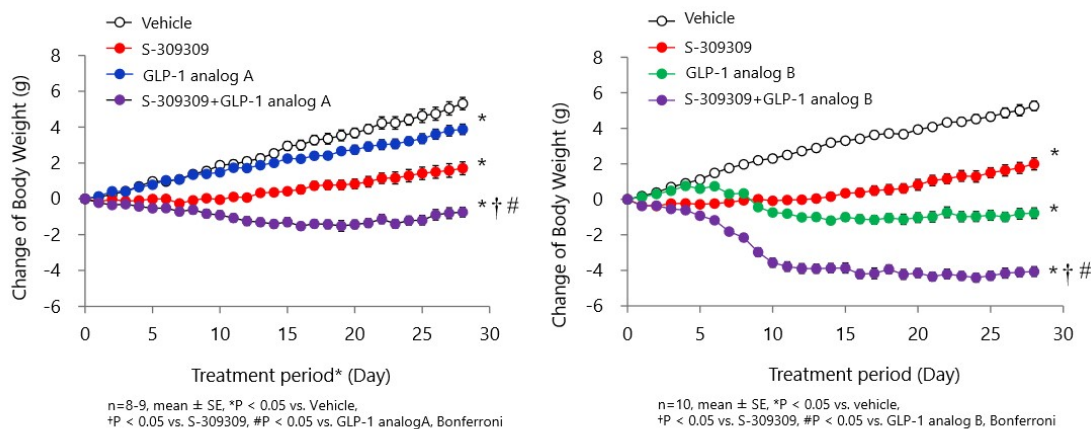 Vehicle
S-309309
GLP-1 analog A
S-309309+GLP-1 analog A
Change of Body Weight (g)
8
6
4
2
0
-2
-4
-6
* 
*
*†#
0 5 10 15 20 25 30
Treatment period* (Day)
n=8-9, mean ± SE, *P < 0.05 vs. Vehicle,
†P < 0.05 vs. S-309309, #P < 0.05 vs. GLP-1 analogA, Bonferroni
Vehicle
S-309309
GLP-1 analog B
S-309309+GLP-1 analog B
Change of Body Weight (g)
8
6
4
2
0
-2
-4
-6
*
*
*†#
0 5 10 15 20 25 30
Treatment period (Day)
n=10, mean ± SE, *P < 0.05 vs. vehicle,
†P < 0.05 vs. S-309309, #P < 0.05 vs. GLP-1 analog B, Bonferroni